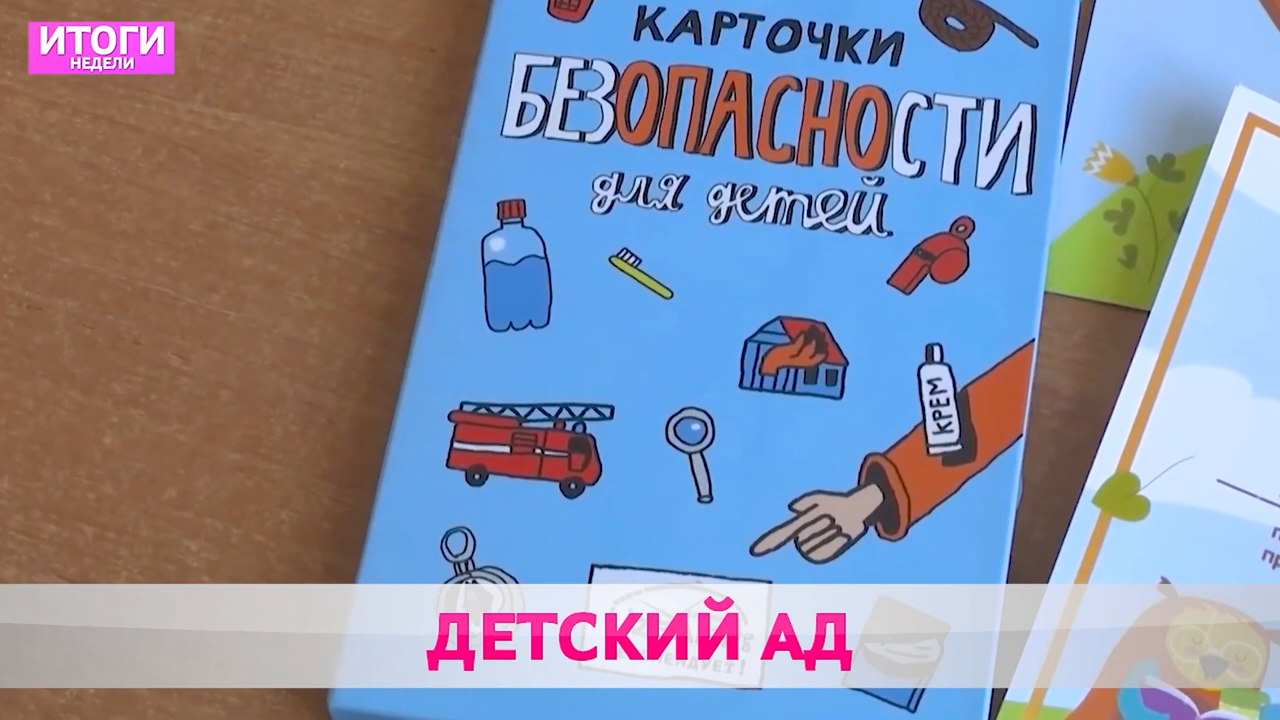 ИТОГИ
НЕДЕЛИ
КАРТОЧКИ
БЕЗОПАСНОСТИ
для детей
КРЕМ
ДЕТСКИЙ АД